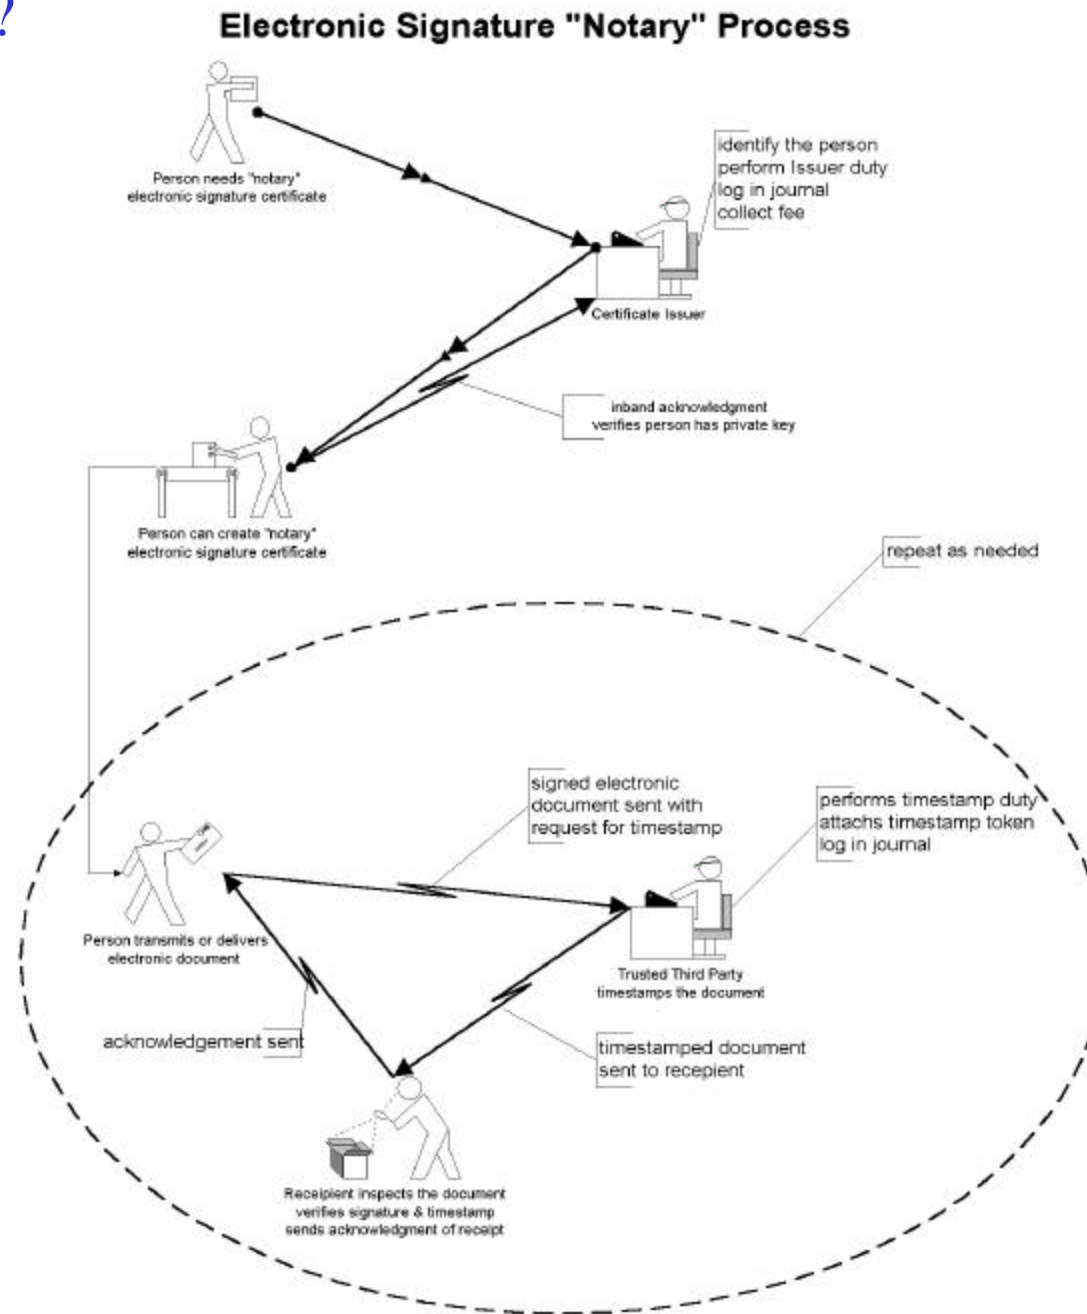 ?
Electronic Signature "Notary" Process
Person needs "notary"
electronic signature certificate
identify the person
perform Issuer duty
log in journal
collect fee
Certificate Issuer
inband acknowledgment
verifies person has private key
Person can create "notary"
electronic signature certificate
repeat as needed
signed electronic
document sent with
request for timestamp
performs timestamp duty
attachs timestamp token
log in journal
Person transmits or delivers
electronic document
Trusted Third Party
timestamps the document
acknowledgement sent
timestamped document
sent to recepient
Receipient inspects the document
verifies signature & timestamp
sends acknowledgment of receipt